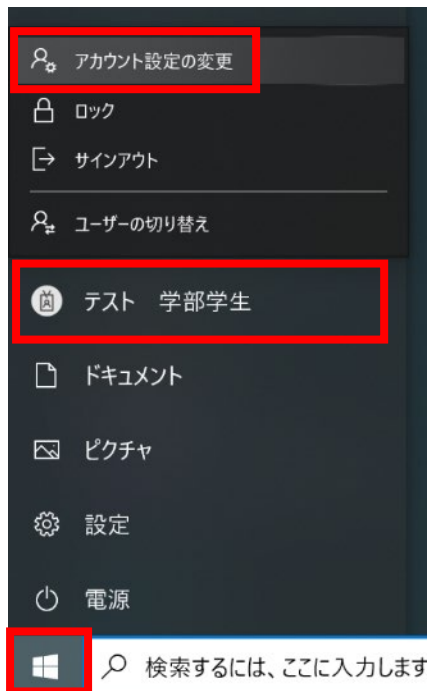 アカウント設定の変更
ロック
サインアウト
ユーザーの切り替え
テスト　学部学生
ドキュメント
ピクチャ
設定
電源
検索するには、ここに入力します